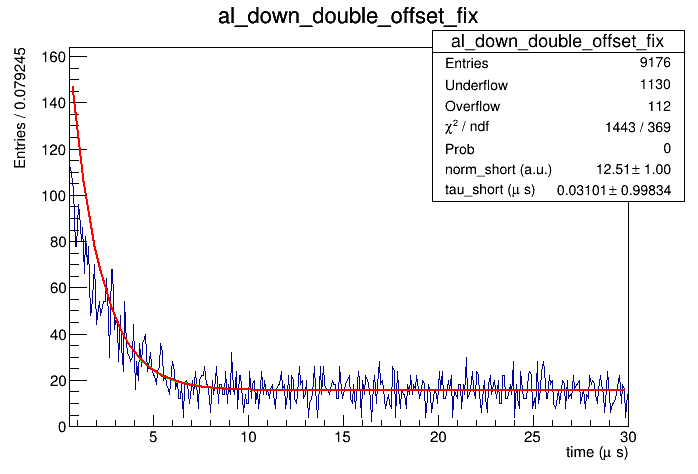 al_down_double_offset_fix
al_down_double_offset_fix
Entries 9176
Underflow 1130
Overflow 112
χ² / ndf 1443 / 369
Prob 0
norm_short (a.u.) 12.51 ± 1.00
tau_short (μ s) 0.03101 ± 0.99834
Entries / 0.079245
160
140
120
100
80
60
40
20
0
5 10 15 20 25 30
time (μ s)